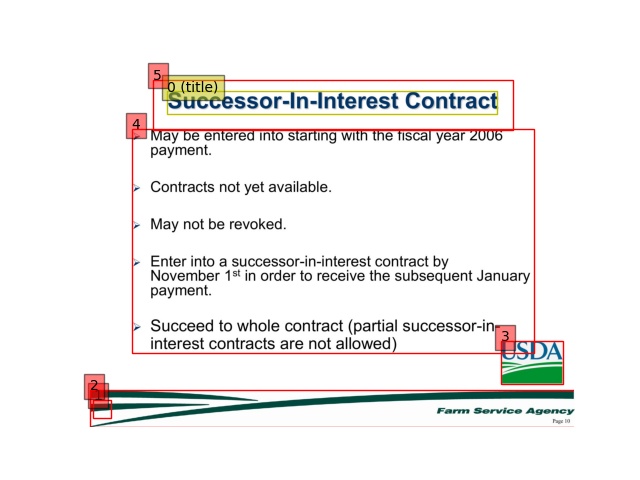 5
0 (title)
Successor-In-Interest Contract
4
May be entered into starting with the fiscal year 2006
payment.
Contracts not yet available.
May not be revoked.
Enter into a successor-in-interest contract by
November 1st in order to receive the subsequent January
payment.
Succeed to whole contract (partial successor-in-
interest contracts are not allowed)
3
USDA
2
1
Farm Service Agency
Page 10